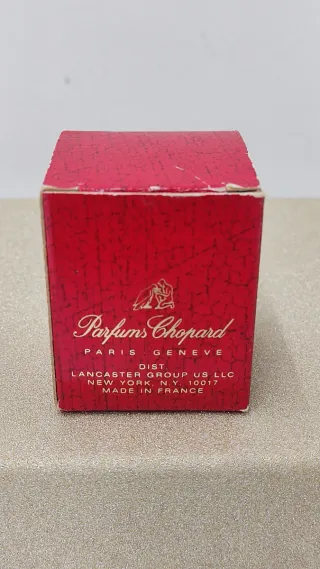 Parfums Chopard
PARIS - GENEVE
DIST.
LANCASTER GROUP US LLC
NEW YORK, N.Y. 10017
MADE IN FRANCE